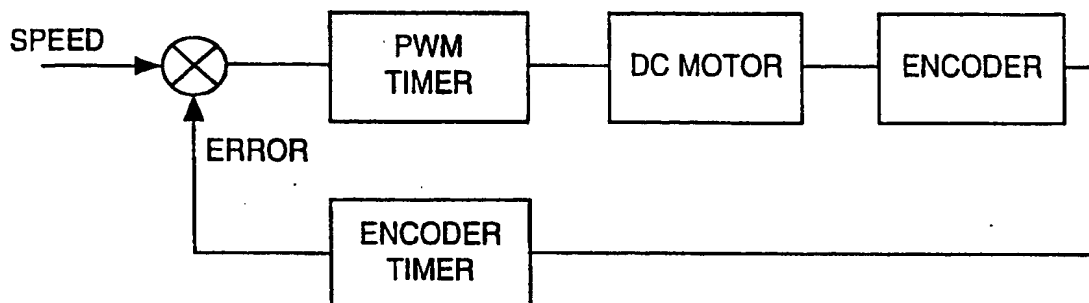 SPEED
PWM
TIMER
DC MOTOR
ENCODER
ERROR
ENCODER
TIMER